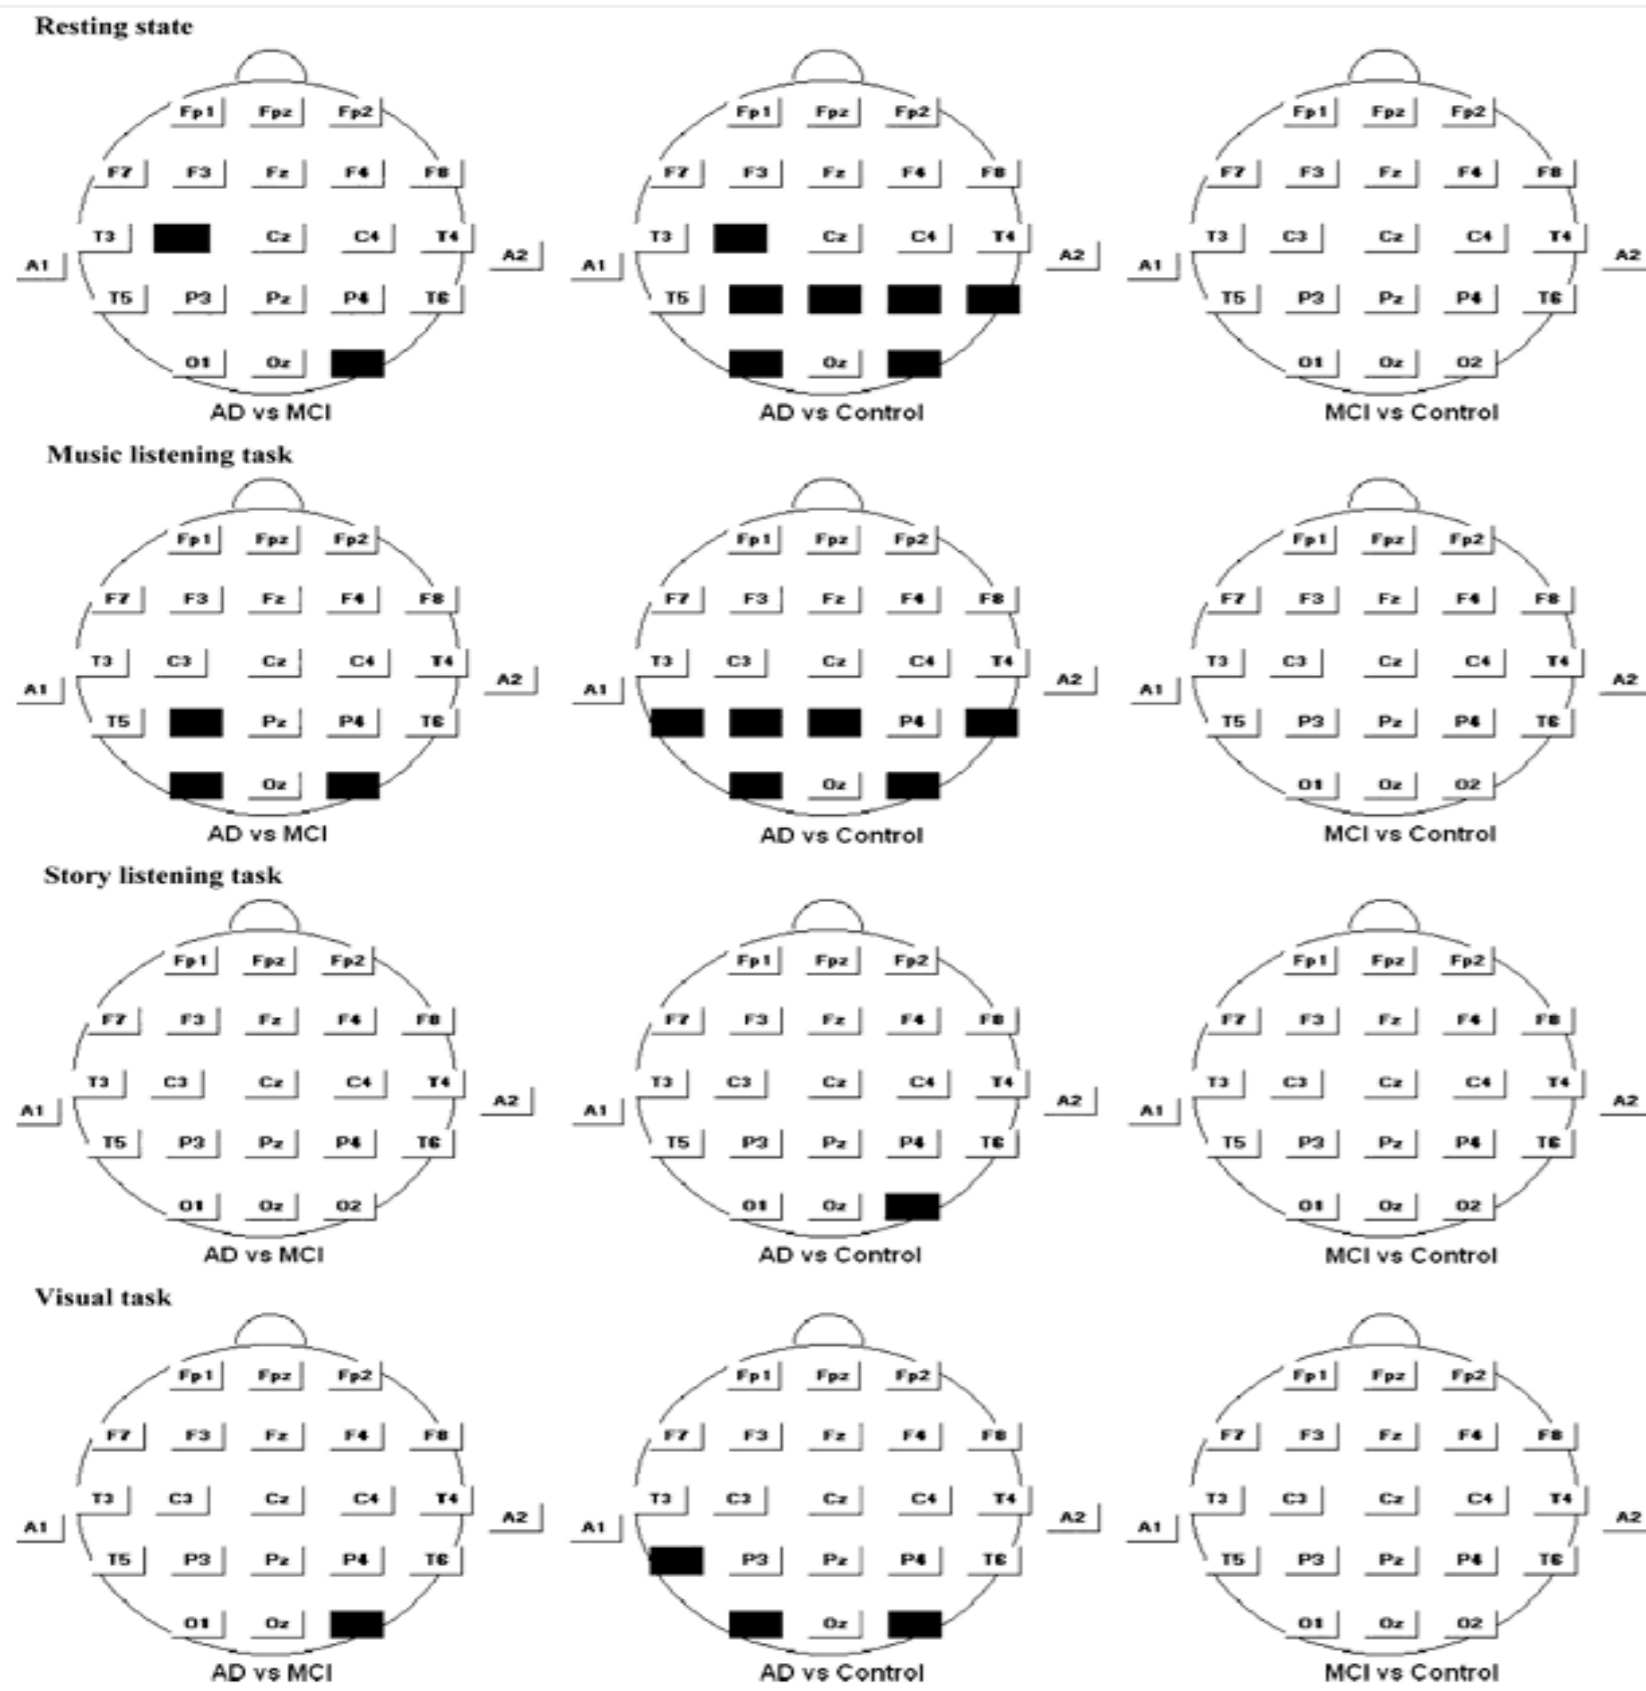 Resting state
Fp1 Fpz Fp2 Fp1 Fpz Fp2 Fp1 Fpz Fp2
F7 F3 Fz F4 F8 F7 F3 Fz F4 F8 F7 F3 Fz F4 F8
T3 Cz C4 T4 T3 Cz C4 T4 T3 C3 Cz C4 T4
A1 A2 A1 A2 A1 A2
T5 P3 Pz P4 T6 T5 T5 P3 Pz P4 T6
O1 Oz Oz O1 Oz O2
AD vs MCI AD vs Control MCI vs Control
Music listening task
Fp1 Fpz Fp2 Fp1 Fpz Fp2 Fp1 Fpz Fp2
F7 F3 Fz F4 F8 F7 F3 Fz F4 F8 F7 F3 Fz F4 F8
T3 C3 Cz C4 T4 T3 C3 Cz C4 T4 T3 C3 Cz C4 T4
A1 A2 A1 A2 A1 A2
T5 Pz P4 T6 P4 T5 P3 Pz P4 T6
Oz Oz O1 Oz O2
AD vs MCI AD vs Control MCI vs Control
Story listening task
Fp1 Fpz Fp2 Fp1 Fpz Fp2 Fp1 Fpz Fp2
F7 F3 Fz F4 F8 F7 F3 Fz F4 F8 F7 F3 Fz F4 F8
T3 C3 Cz C4 T4 T3 C3 Cz C4 T4 T3 C3 Cz C4 T4
A1 A2 A1 A2 A1 A2
T5 P3 Pz P4 T6 T5 P3 Pz P4 T6 T5 P3 Pz P4 T6
O1 Oz O2 O1 Oz O1 Oz O2
AD vs MCI AD vs Control MCI vs Control
Visual task
Fp1 Fpz Fp2 Fp1 Fpz Fp2 Fp1 Fpz Fp2
F7 F3 Fz F4 F8 F7 F3 Fz F4 F8 F7 F3 Fz F4 F8
T3 C3 Cz C4 T4 T3 C3 Cz C4 T4 T3 C3 Cz C4 T4
A1 A2 A1 A2 A1 A2
T5 P3 Pz P4 T6 P3 Pz P4 T6 T5 P3 Pz P4 T6
O1 Oz Oz O1 Oz O2
AD vs MCI AD vs Control MCI vs Control